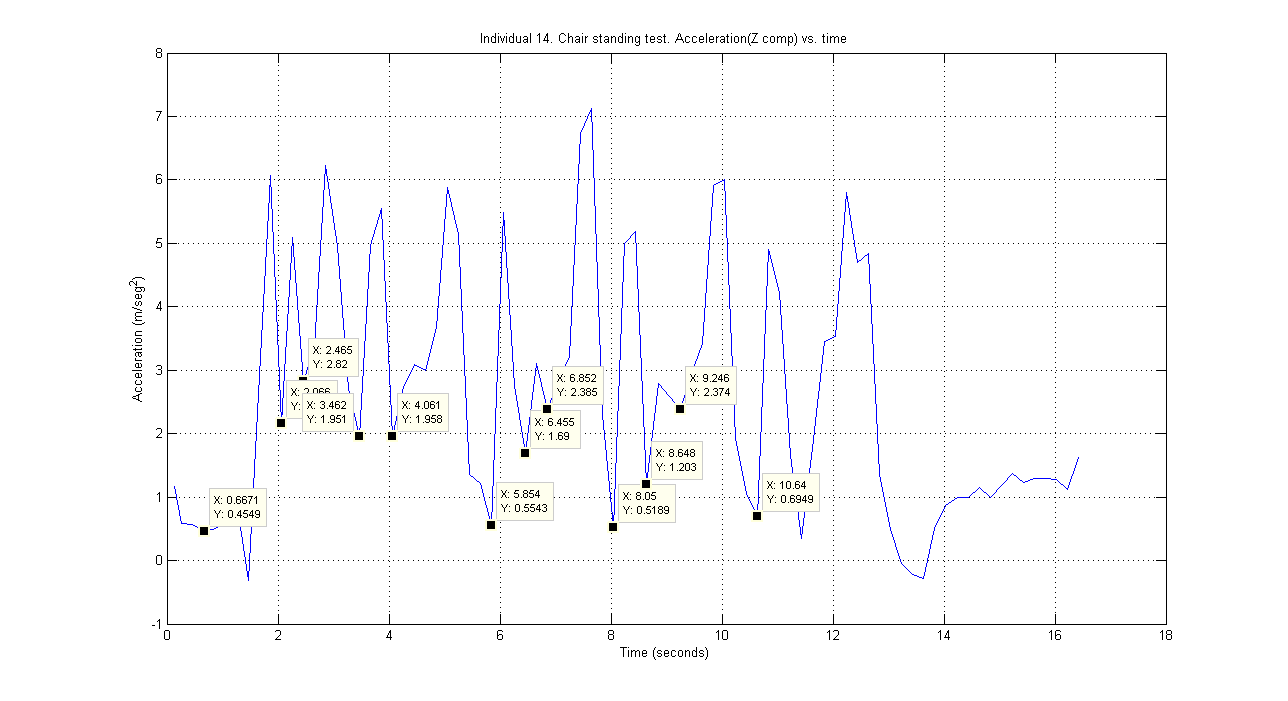 Individual 14. Chair standing test. Acceleration(Z comp) vs. time
8
7
6
5
4
3
2
1
0
-1
Acceleration (m/seg²)
X: 2.465
Y: 2.82
X: 2.066
Y:
X: 3.462
Y: 1.951
X: 4.061
Y: 1.958
X: 6.852
Y: 2.385
X: 6.455
Y: 1.69
X: 9.246
Y: 2.374
X: 8.648
Y: 1.203
X: 0.6671
Y: 0.4549
X: 5.854
Y: 0.5543
X: 8.05
Y: 0.5189
X: 10.64
Y: 0.6949
0 2 4 6 8 10 12 14 16 18
Time (seconds)